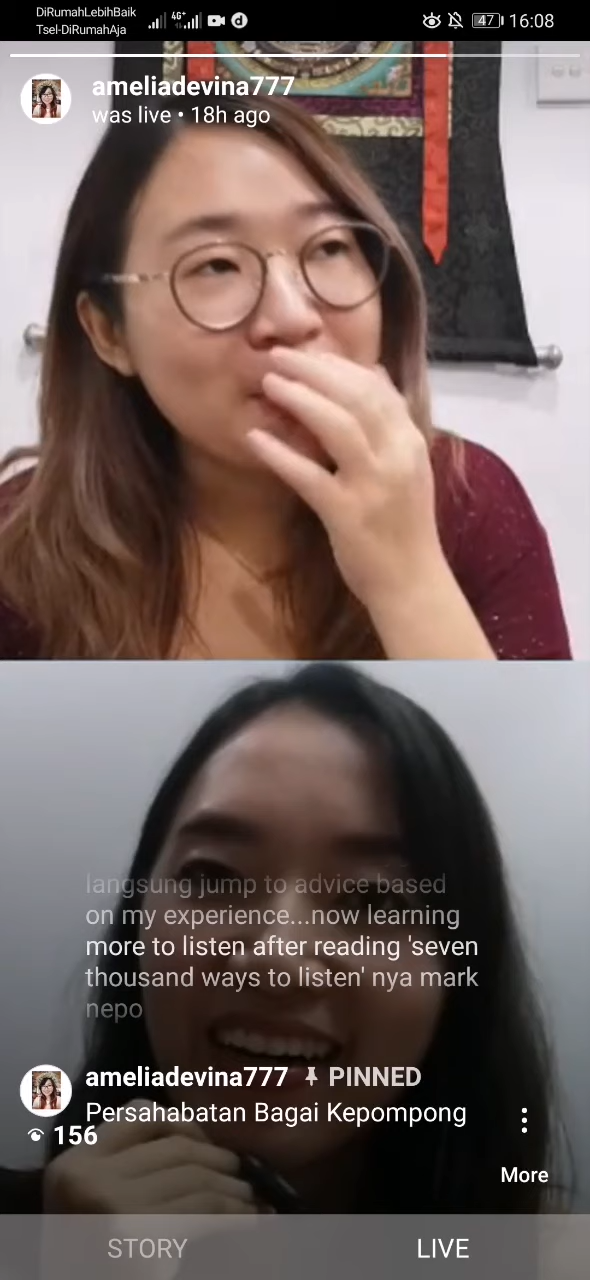 DiRumahLebihBaik
Tsel-DiRumahAja
4G+
47
16:08
ameliadevina777
was live • 18h ago
langsung jump to advice based
on my experience...now learning
more to listen after reading 'seven
thousand ways to listen' nya mark
nepo
ameliadevina777 PINNED
Persahabatan Bagai Kepompong
156
More
STORY LIVE